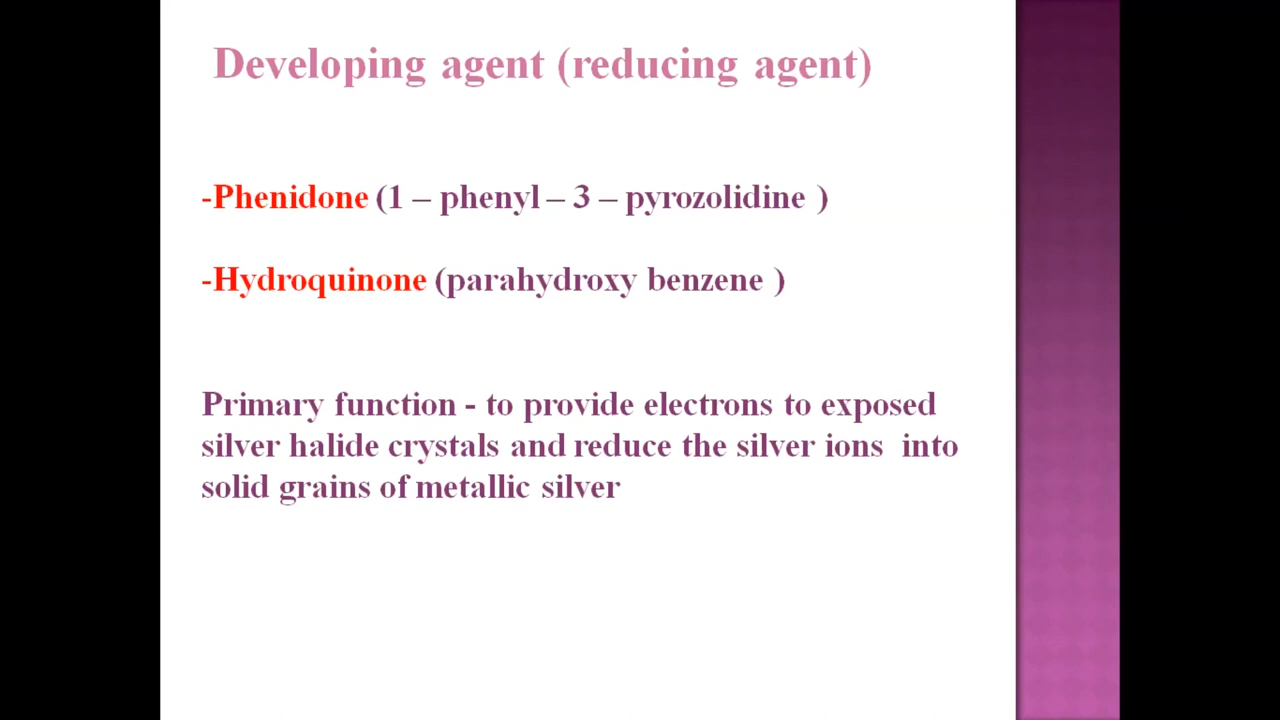 Developing agent (reducing agent)
-Phenidone (1 – phenyl – 3 – pyrozolidine )
-Hydroquinone (parahydroxy benzene )
Primary function - to provide electrons to exposed
silver halide crystals and reduce the silver ions into
solid grains of metallic silver